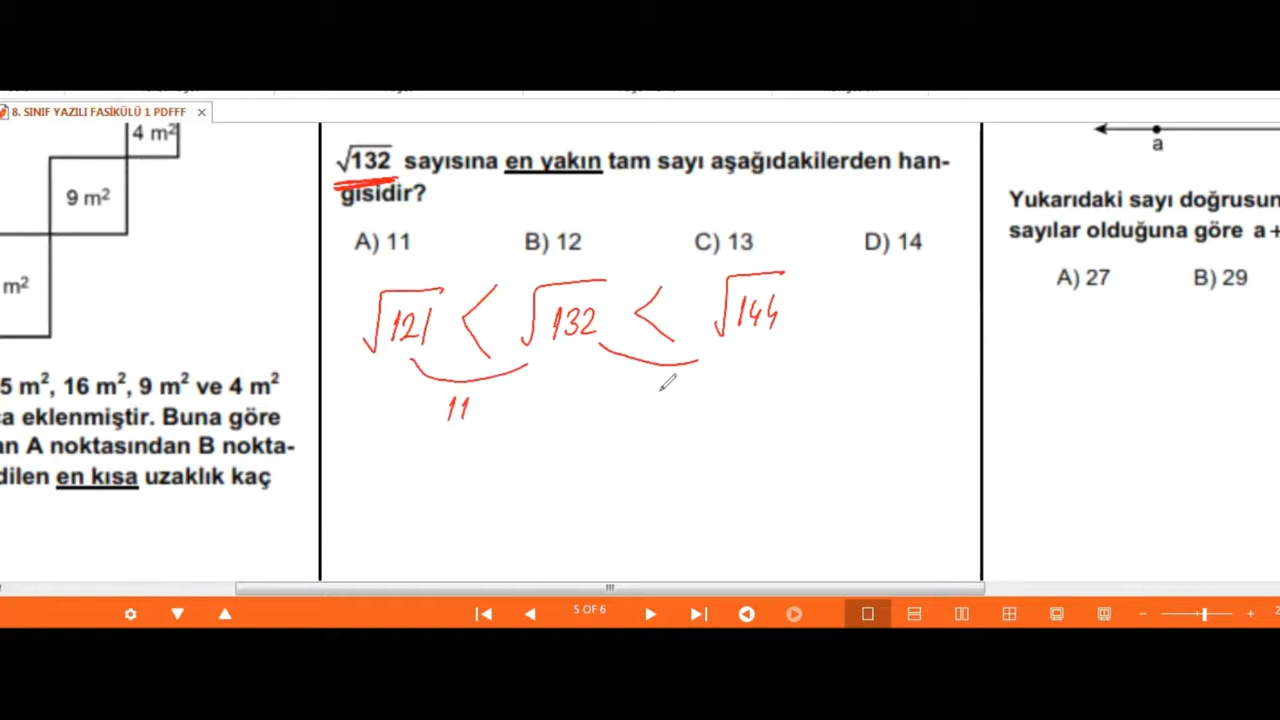 8. SINIF YAZILI FASİKÜLÜ 1 PDFFF
4 m²
9 m²
m²
5 m², 16 m², 9 m² ve 4 m²
a eklenmiştir. Buna göre
an A noktasından B nokta-
dilen en kısa uzaklık kaç
√132 sayısına en yakın tam sayı aşağıdakilerden han-
gisidir?
A) 11 B) 12 C) 13 D) 14
√121 < √132 < √144
11
a
Yukarıdaki sayı doğrusun
sayılar olduğuna göre a +
A) 27 B) 29
5 OF 6